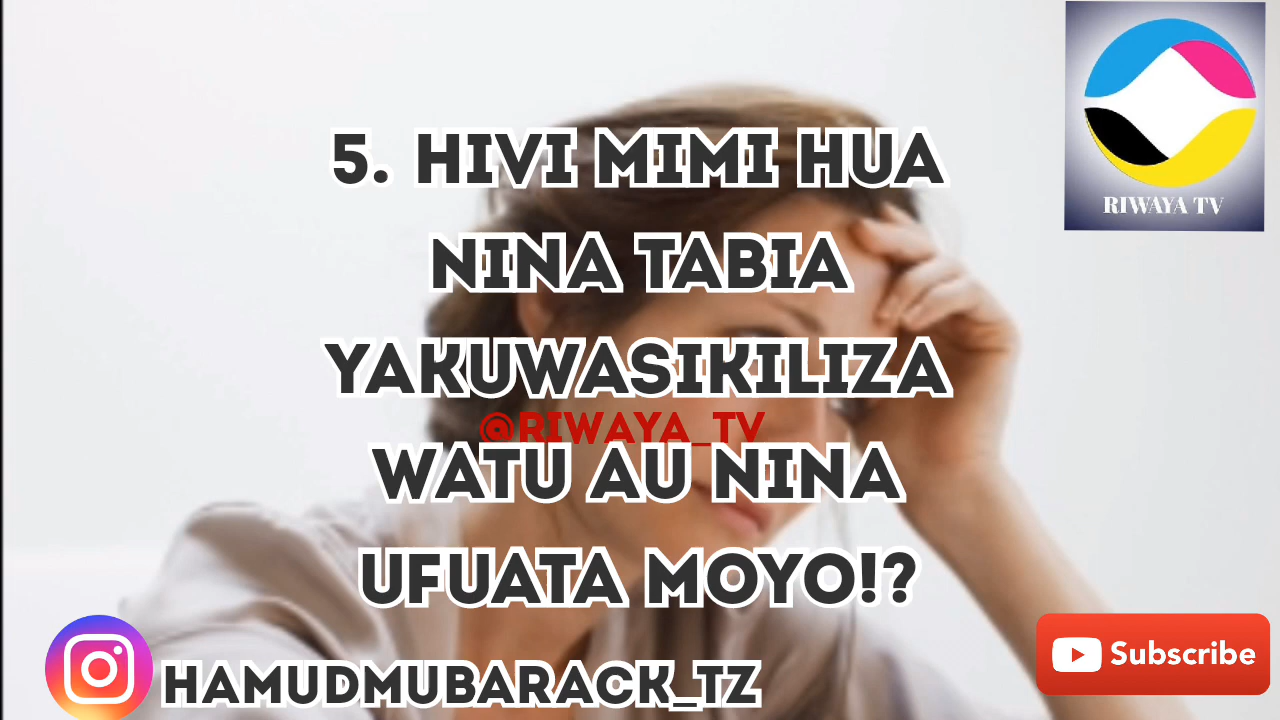 RIWAYA TV
5. HIVI MIMI HUA
NINA TABIA
YAKUWASIKILIZA
@RIWAYA_TV
WATU AU NINA
UFUATA MOYO!?
HAMUDMUBARACK_TZ
Subscribe